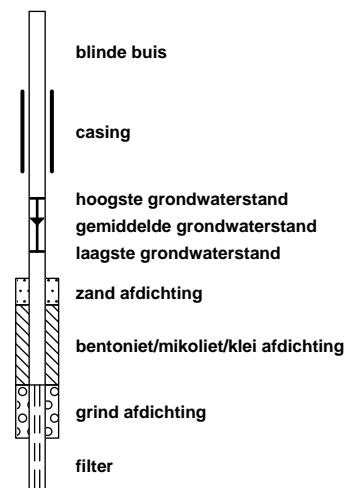 blinde buis
casing
hoogste grondwaterstand
gemiddelde grondwaterstand
laagste grondwaterstand
zand afdichting
bentoniet/mikoliet/klei afdichting
grind afdichting
filter